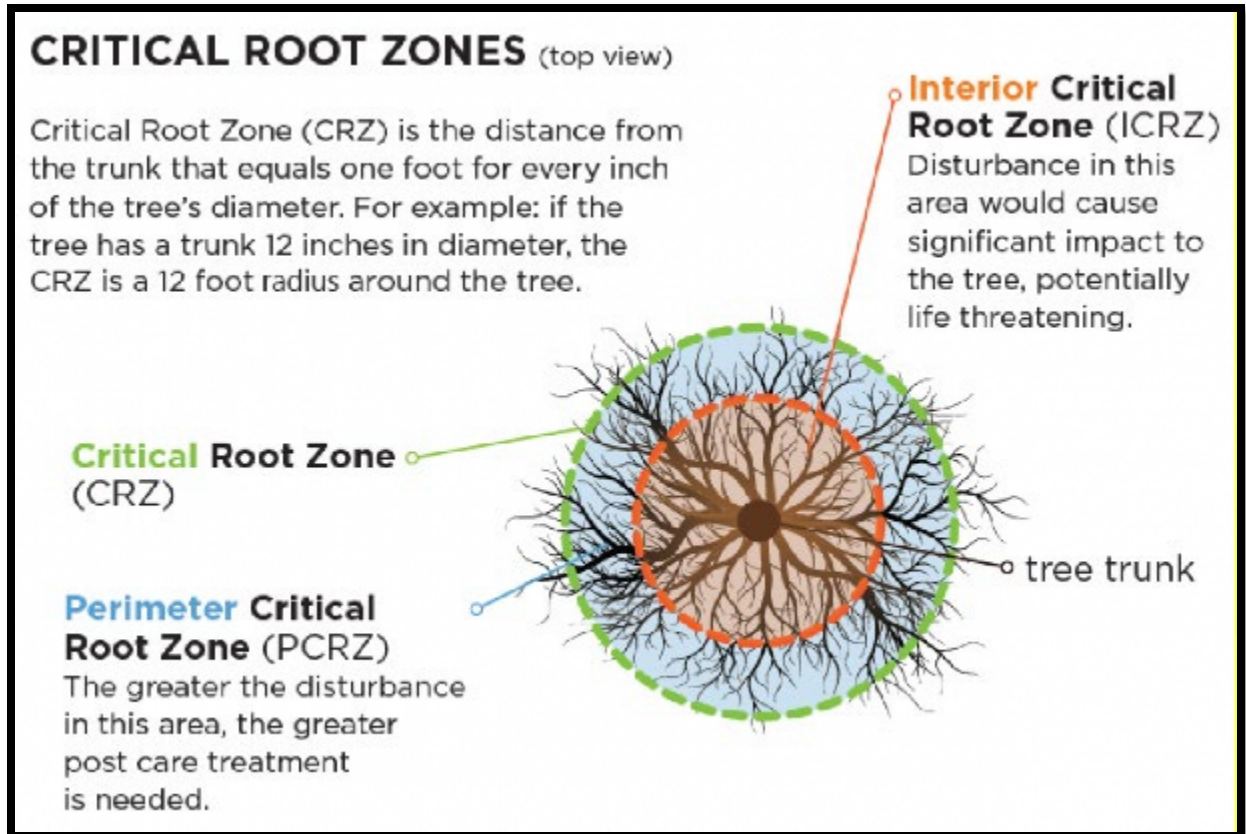 CRITICAL ROOT ZONES (top view)
Critical Root Zone (CRZ) is the distance from
the trunk that equals one foot for every inch
of the tree's diameter. For example: if the
tree has a trunk 12 inches in diameter, the
CRZ is a 12 foot radius around the tree.
Interior Critical
Root Zone (ICRZ)
Disturbance in this
area would cause
significant impact to
the tree, potentially
life threatening.
Critical Root Zone
(CRZ)
tree trunk
Perimeter Critical
Root Zone (PCRZ)
The greater the disturbance
in this area, the greater
post care treatment
is needed.